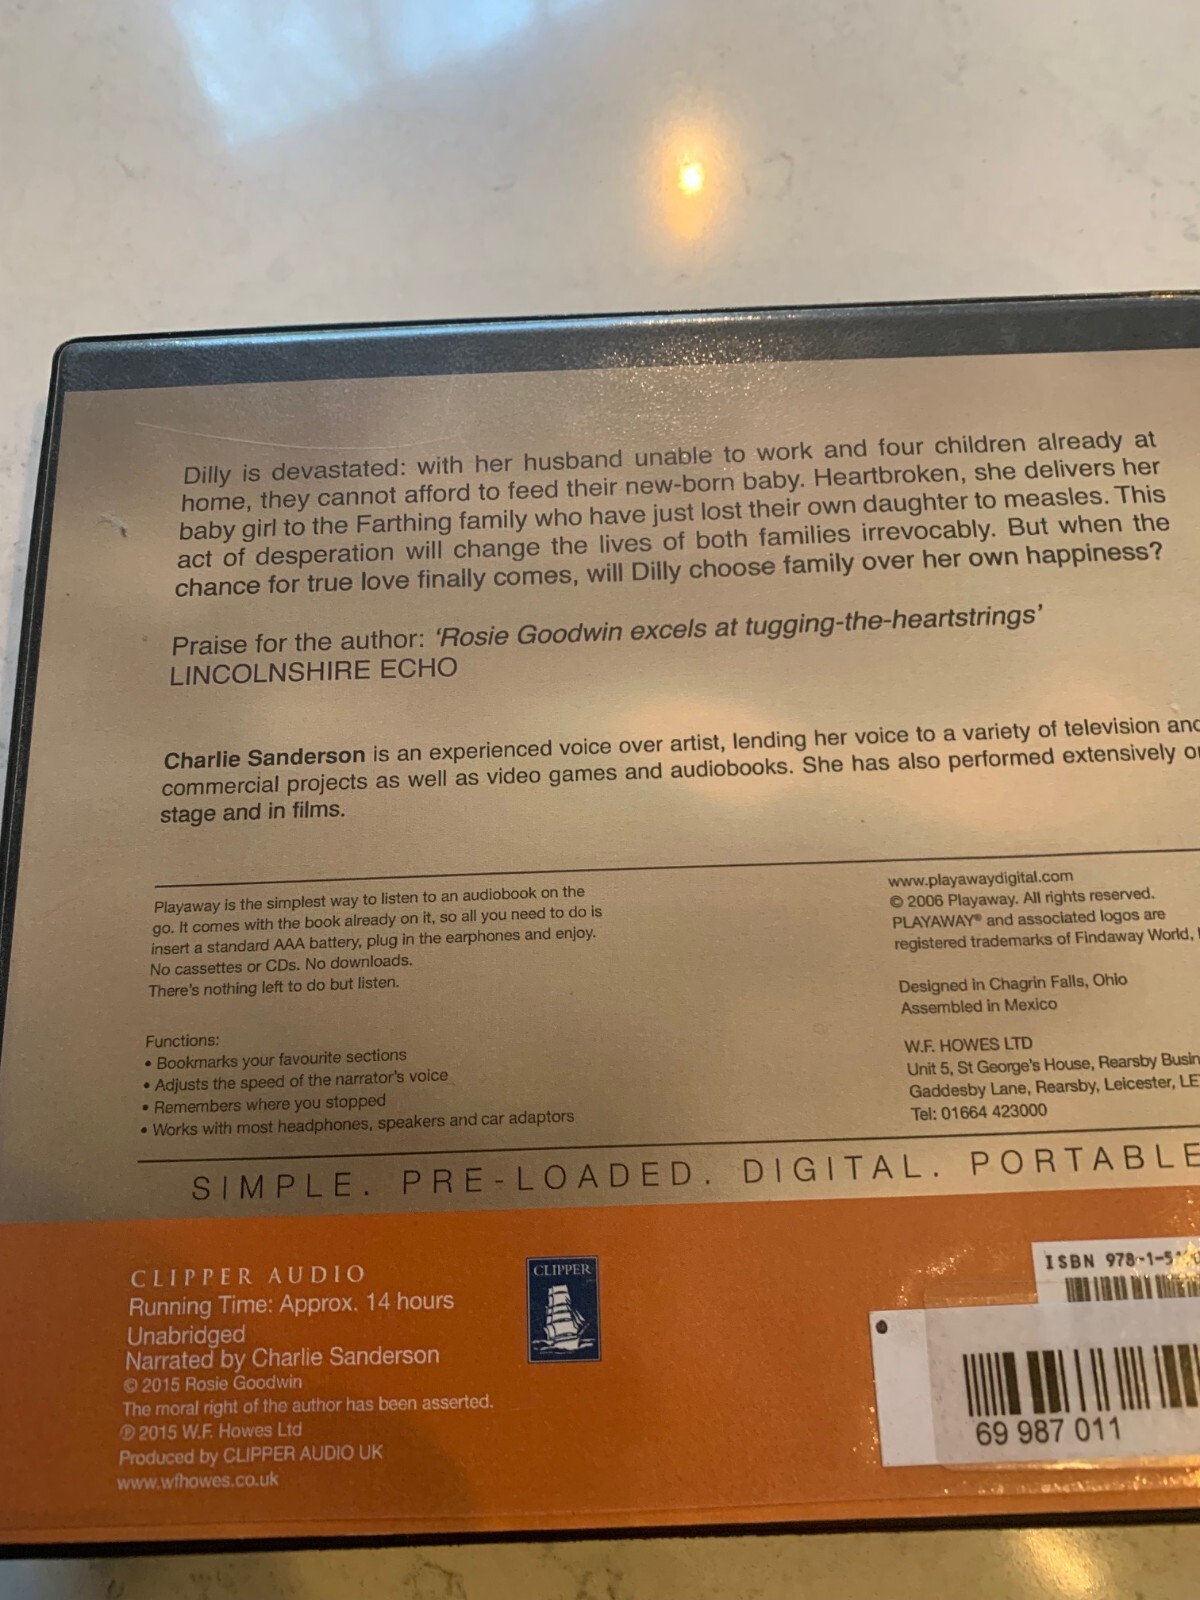 Dilly is devastated: with her husband unable to work and four children already at
home, they cannot afford to feed their new-born baby. Heartbroken, she delivers her
baby girl to the Farthing family who have just lost their own daughter to measles. This
act of desperation will change the lives of both families irrevocably. But when the
chance for true love finally comes, will Dilly choose family over her own happiness?
Praise for the author: ‘Rosie Goodwin excels at tugging-the-heartstrings’
LINCOLNSHIRE ECHO
Charlie Sanderson is an experienced voice over artist, lending her voice to a variety of television
commercial projects as well as video games and audiobooks. She has also performed extensively
stage and in films.
Playaway is the simplest way to listen to an audiobook on the
go. It comes with the book already on it, so all you need to do is
insert a standard AAA battery, plug in the earphones and enjoy.
No cassettes or CDs. No downloads.
There's nothing left to do but listen.
Functions:
• Bookmarks your favourite sections
• Adjusts the speed of the narrator's voice
• Remembers where you stopped
• Works with most headphones, speakers and car adaptors
www.playawaydigital.com
© 2006 Playaway. All rights reserved.
PLAYAWAY® and associated logos are
registered trademarks of Findaway World,
Designed in Chagrin Falls, Ohio
Assembled in Mexico
W.F. HOWES LTD
Unit 5, St George's House, Rearsby
Gaddesby Lane, Rearsby, Leicester,
Tel: 01664 423000
SIMPLE. PRE-LOADED. DIGITAL. PORTABLE
CLIPPER AUDIO
Running Time: Approx. 14 hours
Unabridged
Narrated by Charlie Sanderson
© 2015 Rosie Goodwin
The moral right of the author has been asserted.
℗ 2015 W.F. Howes Ltd
Produced by CLIPPER AUDIO UK
www.wfhowes.co.uk
CLIPPER
ISBN 978-1-5
69 987 011